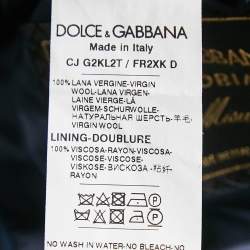 DOLCE & GABBANA
Made in Italy
CJ G2KL2T / FR2XK D
100% LANA VERGINE-VIRGIN
WOOL-LANA VIRGEN-
LAINE VIERGE-LÃ
VIRGEM-SCHURWOLLE-
НАТУРАЛЬНАЯ ШЕРСТЬ-羊毛-
VIRGIN WOOL
LINING-DOUBLURE
100% VISCOSA-RAYON-VISCOSA-
VISCOSE-VISCOSE-
VISCOSE-ВИСКОЗА-粘纤-
RAYON
NO WASH IN WATER-NO BLEACH-NO